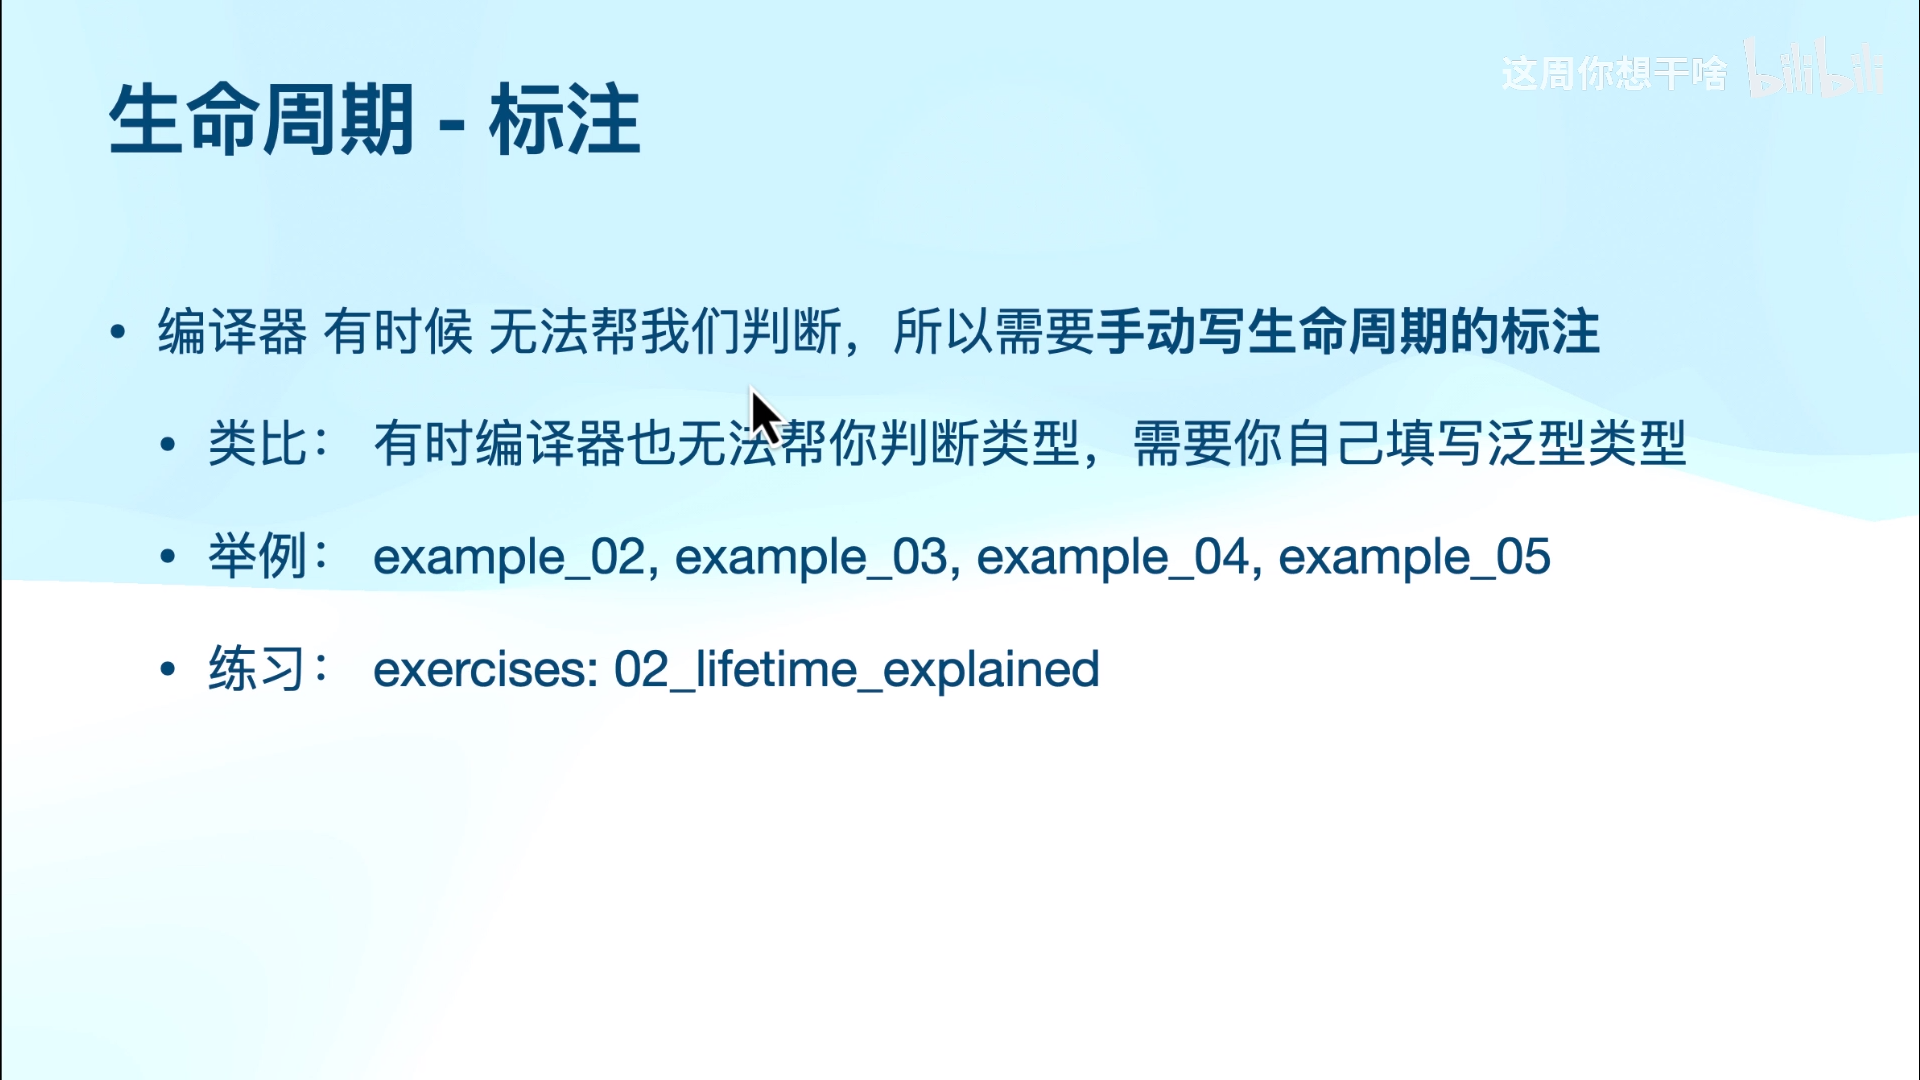 这周你想干啥 bilibili
生命周期 - 标注
• 编译器 有时候 无法帮我们判断，所以需要手动写生命周期的标注
• 类比： 有时编译器也无法帮你判断类型，需要你自己填写泛型类型
• 举例： example_02, example_03, example_04, example_05
• 练习： exercises: 02_lifetime_explained